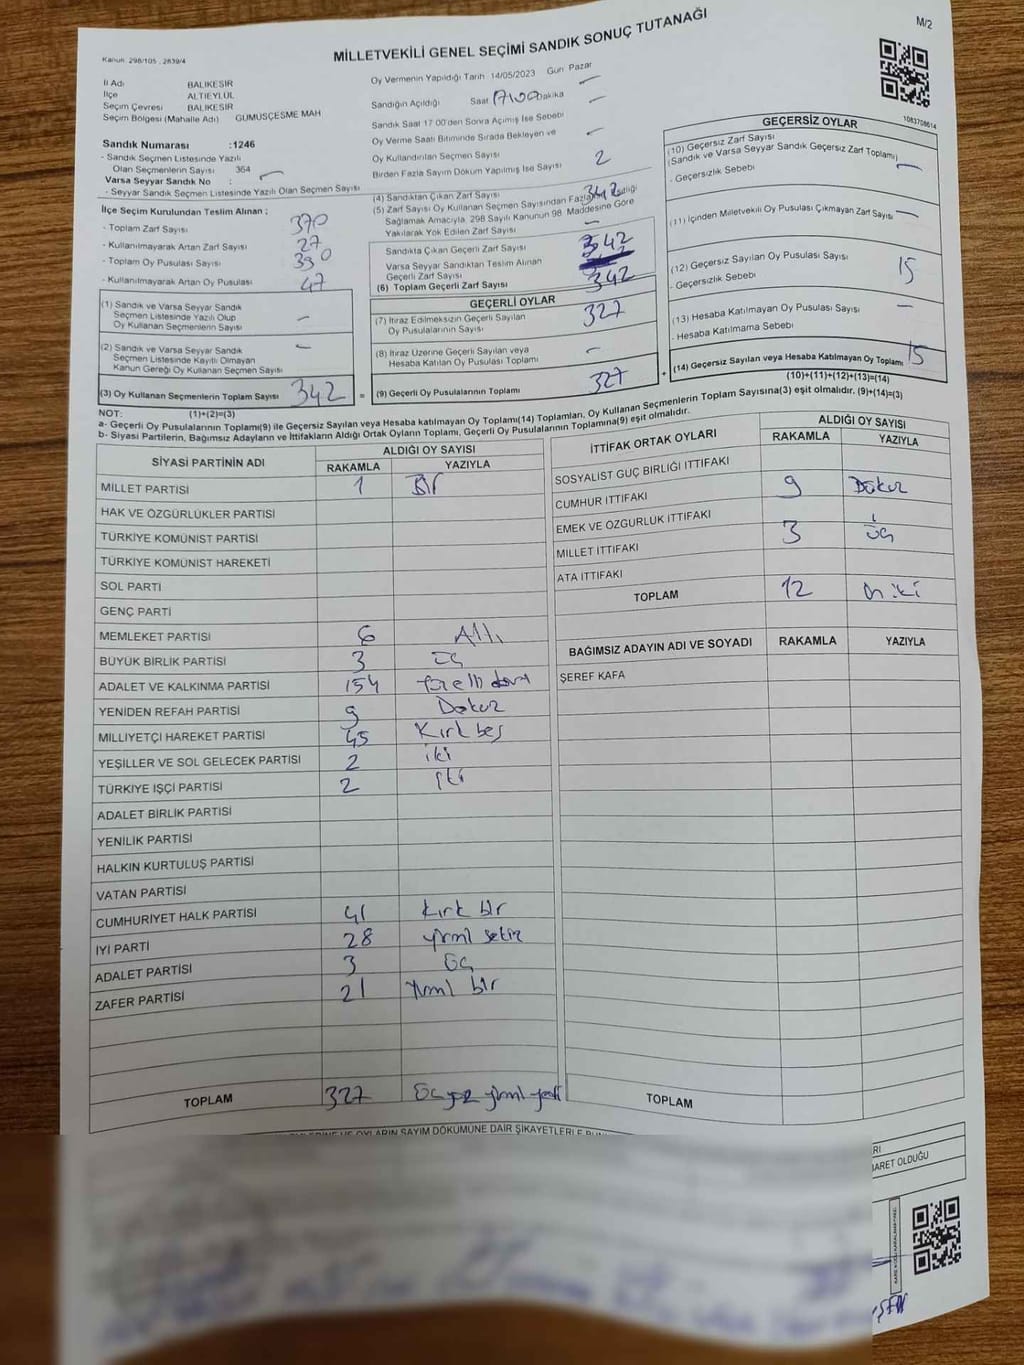 M/2
MİLLETVEKİLİ GENEL SEÇİMİ SANDIK SONUÇ TUTANAĞI
Kanun: 298/105 , 2839/4
İl Adı BALIKESİR
İlçe ALTIEYLÜL
Seçim Çevresi BALIKESİR
Seçim Bölgesi (Mahalle Adı) GÜMÜŞÇEŞME MAH
Sandık Numarası :1246
- Sandık Seçmen Listesinde Yazılı
Olan Seçmenlerin Sayısı 364
Varsa Seyyar Sandık No : —
- Seyyar Sandık Seçmen Listesinde Yazılı Olan Seçmen Sayısı
İlçe Seçim Kurulundan Teslim Alınan ;
- Toplam Zarf Sayısı 370
- Kullanılmayarak Artan Zarf Sayısı 27
- Toplam Oy Pusulası Sayısı 390
- Kullanılmayarak Artan Oy Pusulası 47
(1) Sandık ve Varsa Seyyar Sandık
Seçmen Listesinde Yazılı Olup
Oy Kullanan Seçmenlerin Sayısı —
(2) Sandık ve Varsa Seyyar Sandık —
Seçmen Listesinde Kayıtlı Olmayan
Kanun Gereği Oy Kullanan Seçmen Sayısı
(3) Oy Kullanan Seçmenlerin Toplam Sayısı 342
(1)+(2)=(3)
Oy Vermenin Yapıldığı Tarih 14/05/2023 Gün Pazar
Sandığın Açıldığı Saat 17:00 Dakika —
Sandık Saat 17.00'den Sonra Açımış İse Sebebi —
Oy Verme Saati Bitiminde Sırada Bekleyen ve
Oy Kullandırılan Seçmen Sayısı —
Birden Fazla Sayım Döküm Yapılmış İse Sayısı 2
(4) Sandıktan Çıkan Zarf Sayısı 342
(5) Zarf Sayısı Oy Kullanan Seçmen Sayısından Fazla
Sağlamak Amacıyla, 298 Sayılı Kanunun 98. Maddesine Göre
Yakılarak Yok Edilen Zarf Sayısı —
Sandıkta Çıkan Geçerli Zarf Sayısı 342
Varsa Seyyar Sandıktan Teslim Alınan
Geçerli Zarf Sayısı
(6) Toplam Geçerli Zarf Sayısı 342
GEÇERLİ OYLAR
(7) İtiraz Edilmeksizin Geçerli Sayılan
Oy Pusulalarının Sayısı 327
(8) İtiraz Üzerine Geçerli Sayılan veya
Hesaba Katılan Oy Pusulası Toplamı —
(9) Geçerli Oy Pusulalarının Toplamı 327
1083708614
GEÇERSİZ OYLAR
(10) Geçersiz Zarf Sayısı
(Sandık ve Varsa Seyyar Sandık Geçersiz Zarf Toplamı) —
- Geçersizlik Sebebi
(11) İçinden Milletvekili Oy Pusulası Çıkmayan Zarf Sayısı —
(12) Geçersiz Sayılan Oy Pusulası Sayısı 15
- Geçersizlik Sebebi
(13) Hesaba Katılmayan Oy Pusulası Sayısı —
- Hesaba Katılmama Sebebi
+ (14) Geçersiz Sayılan veya Hesaba Katılmayan Oy Toplamı 15
(10)+(11)+(12)+(13)=(14)
NOT:
a- Geçerli Oy Pusulalarının Toplamı(9) ile Geçersiz Sayılan veya Hesaba katılmayan Oy Toplamı(14) Toplamları, Oy Kullanan Seçmenlerin Toplam Sayısına(3) eşit olmalıdır. (9)+(14)=(3)
b- Siyasi Partilerin, Bağımsız Adayların ve İttifakların Aldığı Ortak Oyların Toplamı, Geçerli Oy Pusulalarının Toplamına(9) eşit olmalıdır.
SİYASİ PARTİNİN ADI ALDIĞI OY SAYISI
RAKAMLA YAZIYLA
MİLLET PARTİSİ 1 Bir
HAK VE ÖZGÜRLÜKLER PARTİSİ
TÜRKİYE KOMÜNİST PARTİSİ
TÜRKİYE KOMÜNİST HAREKETİ
SOL PARTİ
GENÇ PARTİ
MEMLEKET PARTİSİ 6 Altı
BÜYÜK BİRLİK PARTİSİ 3 üç
ADALET VE KALKINMA PARTİSİ 154
YENİDEN REFAH PARTİSİ 9 Dokuz
MİLLİYETÇİ HAREKET PARTİSİ 45 Kırk beş
YEŞİLLER VE SOL GELECEK PARTİSİ 2 iki
TÜRKİYE İŞÇİ PARTİSİ 2 iki
ADALET BİRLİK PARTİSİ
YENİLİK PARTİSİ
HALKIN KURTULUŞ PARTİSİ
VATAN PARTİSİ
CUMHURİYET HALK PARTİSİ 41 Kırk bir
İYİ PARTİ 28 yirmi sekiz
ADALET PARTİSİ 3 üç
ZAFER PARTİSİ 21 Yirmi bir
TOPLAM 327 üçyüz yirmi yedi
İTTİFAK ORTAK OYLARI ALDIĞI OY SAYISI
RAKAMLA YAZIYLA
SOSYALİST GÜÇ BİRLİĞİ İTTİFAKI
CUMHUR İTTİFAKI 9 Dokuz
EMEK VE ÖZGÜRLÜK İTTİFAKI
MİLLET İTTİFAKI 3 üç
ATA İTTİFAKI
TOPLAM 12 On iki
BAĞIMSIZ ADAYIN ADI VE SOYADI RAKAMLA YAZIYLA
ŞEREF KAFA
TOPLAM
OYLARIN SAYIM DÖKÜMÜNE DAİR ŞİKAYETLERLE
İBARET OLDUĞU